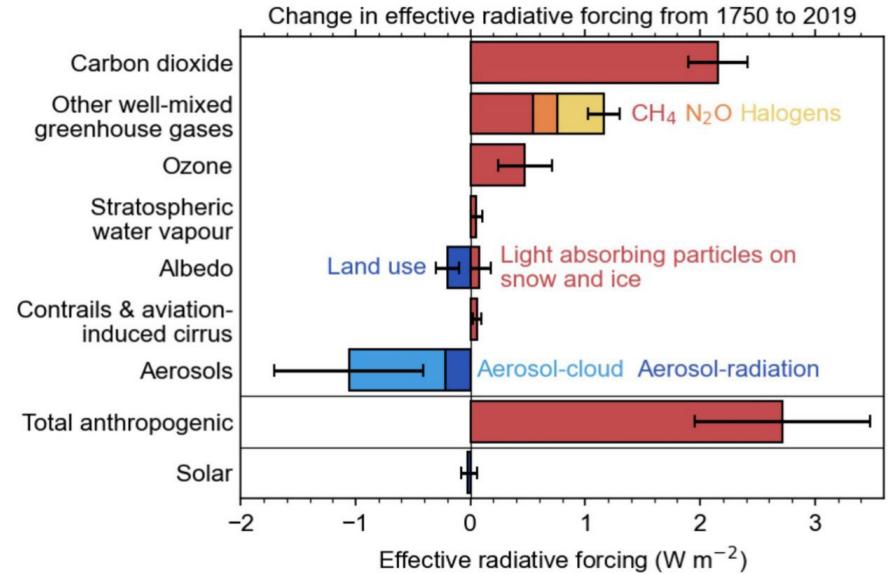 Change in effective radiative forcing from 1750 to 2019
Carbon dioxide
Other well-mixed
greenhouse gases
CH₄ N₂O Halogens
Ozone
Stratospheric
water vapour
Albedo
Land use
Light absorbing particles on
snow and ice
Contrails & aviation-
induced cirrus
Aerosols
Aerosol-cloud Aerosol-radiation
Total anthropogenic
Solar
−2 −1 0 1 2 3
Effective radiative forcing (W m⁻²)